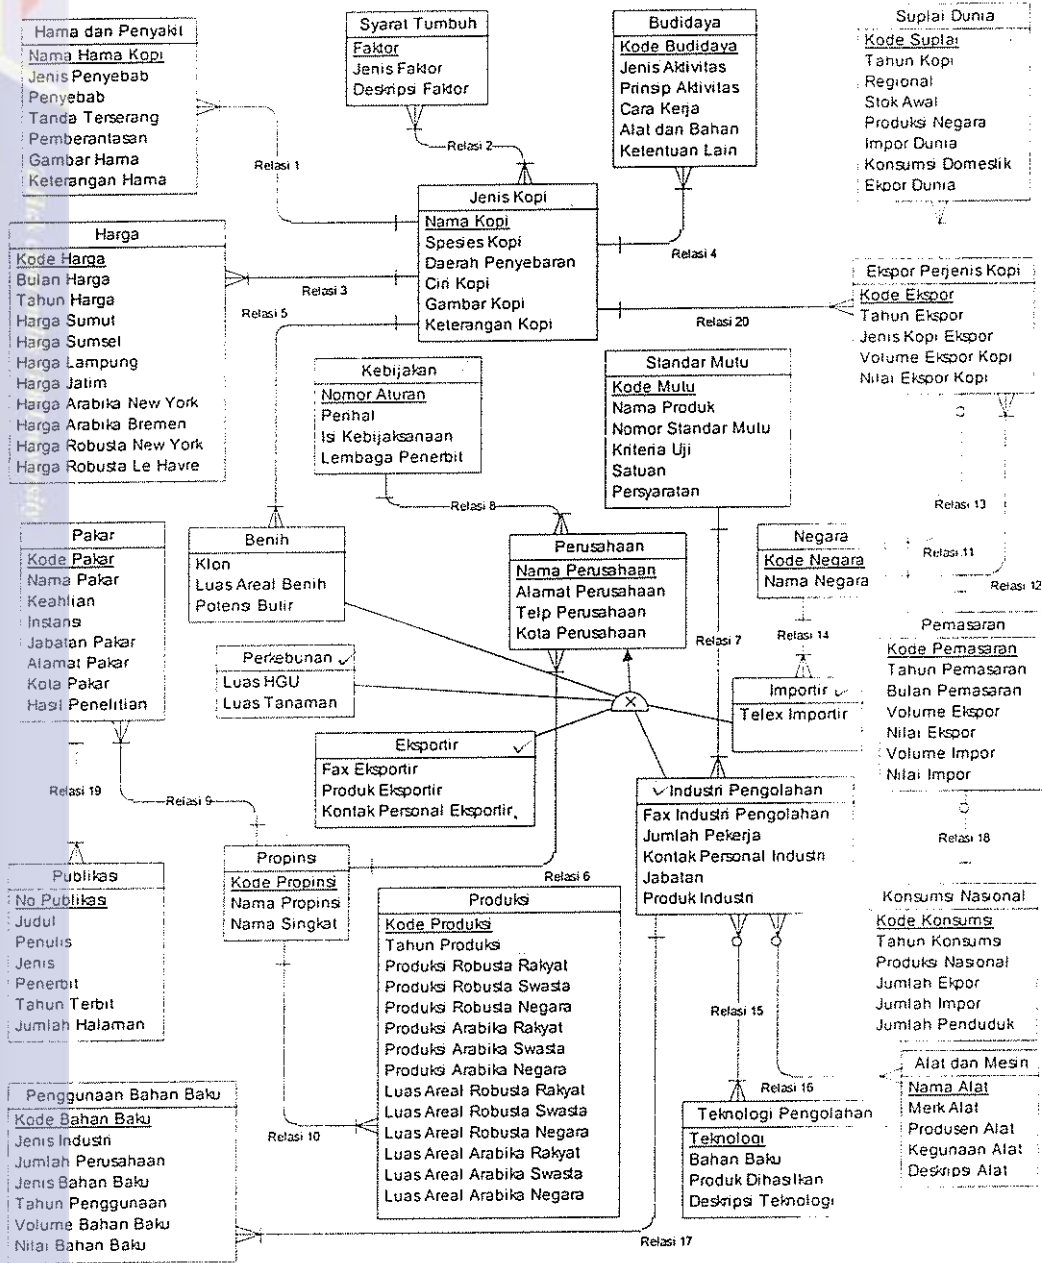 Hama dan Penyakit
Nama Hama Kopi
Jenis Penyebab
Penyebab
Tanda Terserang
Pemberantasan
Gambar Hama
Keterangan Hama
Syarat Tumbuh
Faktor
Jenis Faktor
Deskripsi Faktor
Budidaya
Kode Budidaya
Jenis Aktivitas
Prinsip Aktivitas
Cara Kerja
Alat dan Bahan
Ketentuan Lain
Suplai Dunia
Kode Suplai
Tahun Kopi
Regional
Stok Awal
Produksi Negara
Impor Dunia
Konsumsi Domestik
Ekpor Dunia
Relasi 1
Relasi 2
Jenis Kopi
Nama Kopi
Spesies Kopi
Daerah Penyebaran
Ciri Kopi
Gambar Kopi
Keterangan Kopi
Relasi 4
Harga
Kode Harga
Bulan Harga
Tahun Harga
Harga Sumut
Harga Sumsel
Harga Lampung
Harga Jatim
Harga Arabika New York
Harga Arabika Bremen
Harga Robusta New York
Harga Robusta Le Havre
Relasi 3
Relasi 5
Relasi 20
Ekspor Perjenis Kopi
Kode Ekspor
Tahun Ekspor
Jenis Kopi Ekspor
Volume Ekspor Kopi
Nilai Ekspor Kopi
Kebijakan
Nomor Aturan
Perihal
Isi Kebijaksanaan
Lembaga Penerbit
Standar Mutu
Kode Mutu
Nama Produk
Nomor Standar Mutu
Kriteria Uji
Satuan
Persyaratan
Relasi 8
Relasi 13
Relasi 11
Relasi 12
Pakar
Kode Pakar
Nama Pakar
Keahlian
Instansi
Jabatan Pakar
Alamat Pakar
Kota Pakar
Hasil Penelitian
Benih
Klon
Luas Areal Benih
Potensi Butir
Perusahaan
Nama Perusahaan
Alamat Perusahaan
Telp Perusahaan
Kota Perusahaan
Negara
Kode Negara
Nama Negara
Relasi 7
Relasi 14
Pemasaran
Kode Pemasaran
Tahun Pemasaran
Bulan Pemasaran
Volume Ekspor
Nilai Ekspor
Volume Impor
Nilai Impor
Perkebunan
Luas HGU
Luas Tanaman
Importir
Telex Importir
Eksportir
Fax Eksportir
Produk Eksportir
Kontak Personal Eksportir
Industri Pengolahan
Fax Industri Pengolahan
Jumlah Pekerja
Kontak Personal Industri
Jabatan
Produk Industri
Relasi 19
Relasi 9
Relasi 18
Relasi 6
Publikasi
No Publikasi
Judul
Penulis
Jenis
Penerbit
Tahun Terbit
Jumlah Halaman
Propinsi
Kode Propinsi
Nama Propinsi
Nama Singkat
Produksi
Kode Produksi
Tahun Produksi
Produksi Robusta Rakyat
Produksi Robusta Swasta
Produksi Robusta Negara
Produksi Arabika Rakyat
Produksi Arabika Swasta
Produksi Arabika Negara
Luas Areal Robusta Rakyat
Luas Areal Robusta Swasta
Luas Areal Robusta Negara
Luas Areal Arabika Rakyat
Luas Areal Arabika Swasta
Luas Areal Arabika Negara
Konsumsi Nasional
Kode Konsumsi
Tahun Konsumsi
Produksi Nasional
Jumlah Ekpor
Jumlah Impor
Jumlah Penduduk
Relasi 15
Relasi 16
Relasi 10
Penggunaan Bahan Baku
Kode Bahan Baku
Jenis Industri
Jumlah Perusahaan
Jenis Bahan Baku
Tahun Penggunaan
Volume Bahan Baku
Nilai Bahan Baku
Teknologi Pengolahan
Teknologi
Bahan Baku
Produk Dihasilkan
Deskripsi Teknologi
Alat dan Mesin
Nama Alat
Merk Alat
Produsen Alat
Kegunaan Alat
Deskripsi Alat
Relasi 17